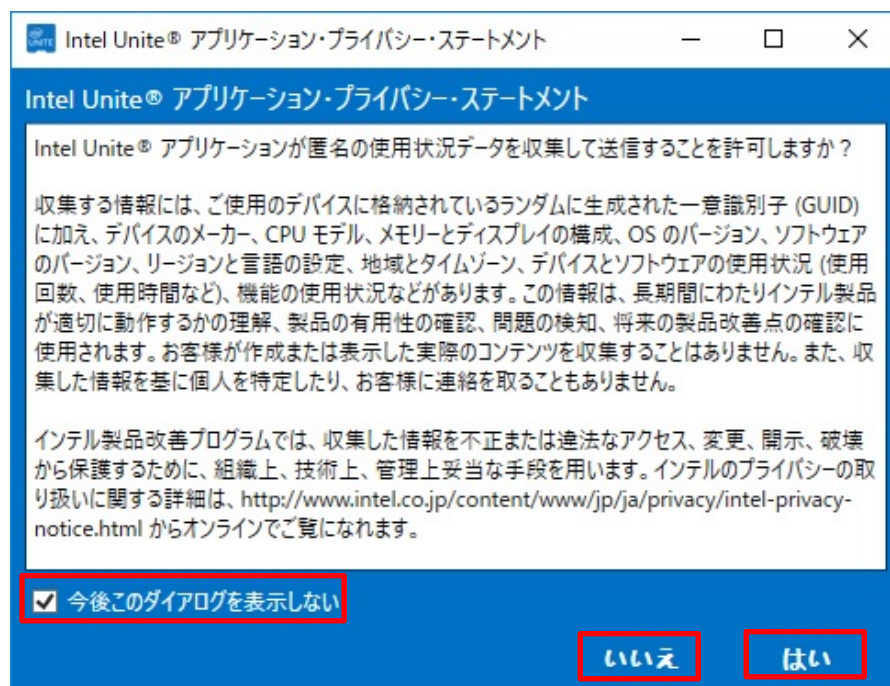 Intel Unite® アプリケーション・プライバシー・ステートメント
Intel Unite® アプリケーション・プライバシー・ステートメント
Intel Unite® アプリケーションが匿名の使用状況データを収集して送信することを許可しますか？
収集する情報には、ご使用のデバイスに格納されているランダムに生成された一意識別子 (GUID)
に加え、デバイスのメーカー、CPU モデル、メモリーとディスプレイの構成、OS のバージョン、ソフトウェア
のバージョン、リージョンと言語の設定、地域とタイムゾーン、デバイスとソフトウェアの使用状況 (使用
回数、使用時間など)、機能の使用状況などがあります。この情報は、長期間にわたりインテル製品
が適切に動作するかの理解、製品の有用性の確認、問題の検知、将来の製品改善点の確認に
使用されます。お客様が作成または表示した実際のコンテンツを収集することはありません。また、収
集した情報を基に個人を特定したり、お客様に連絡を取ることもありません。
インテル製品改善プログラムでは、収集した情報を不正または違法なアクセス、変更、開示、破壊
から保護するために、組織上、技術上、管理上妥当な手段を用います。インテルのプライバシーの取
り扱いに関する詳細は、http://www.intel.co.jp/content/www/jp/ja/privacy/intel-privacy-
notice.html からオンラインでご覧になれます。
今後このダイアログを表示しない
いいえ はい